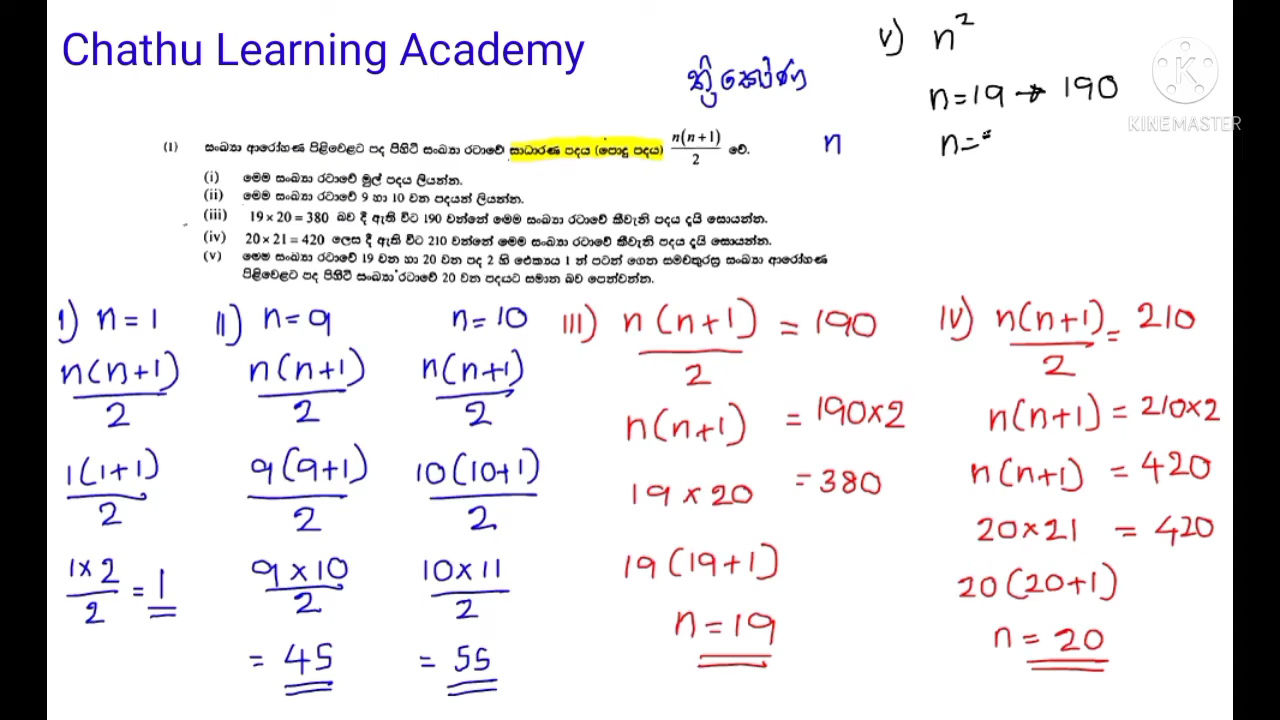 Chathu Learning Academy
ත්‍රිකෝණ
v) n²
n=19 → 190
n=
KINEMASTER
(1) සංඛ්‍යා ආරෝහණ පිළිවෙළට පද පිහිටි සංඛ්‍යා රටාවේ සාධාරණ පදය (පොදු පදය) n(n+1)/2 වේ.
n
(i) මෙම සංඛ්‍යා රටාවේ මුල් පදය ලියන්න.
(ii) මෙම සංඛ්‍යා රටාවේ 9 හා 10 වන පදයන් ලියන්න.
(iii) 19 × 20 = 380 බව දී ඇති විට 190 වන්නේ මෙම සංඛ්‍යා රටාවේ කීවැනි පදය දැයි සොයන්න.
(iv) 20 × 21 = 420 ලෙස දී ඇති විට 210 වන්නේ මෙම සංඛ්‍යා රටාවේ කීවැනි පදය දැයි සොයන්න.
(v) මෙම සංඛ්‍යා රටාවේ 19 වන හා 20 වන පද 2 හි ඓක්‍යය 1 න් පටන් ගෙන සමචතුරස්‍ර සංඛ්‍යා ආරෝහණ
පිළිවෙළට පද පිහිටි සංඛ්‍යා රටාවේ 20 වන පදයට සමාන බව පෙන්වන්න.
I) n = 1
n(n+1)/2
1(1+1)/2
1×2/2 = 1
II) n=9
n(n+1)/2
9(9+1)/2
9×10/2
= 45
n=10
n(n+1)/2
10(10+1)/2
10×11/2
= 55
III) n(n+1)/2 = 190
n(n+1) = 190×2
19 × 20 = 380
19(19+1)
n = 19
IV) n(n+1)/2 = 210
n(n+1) = 210×2
n(n+1) = 420
20×21 = 420
20(20+1)
n = 20